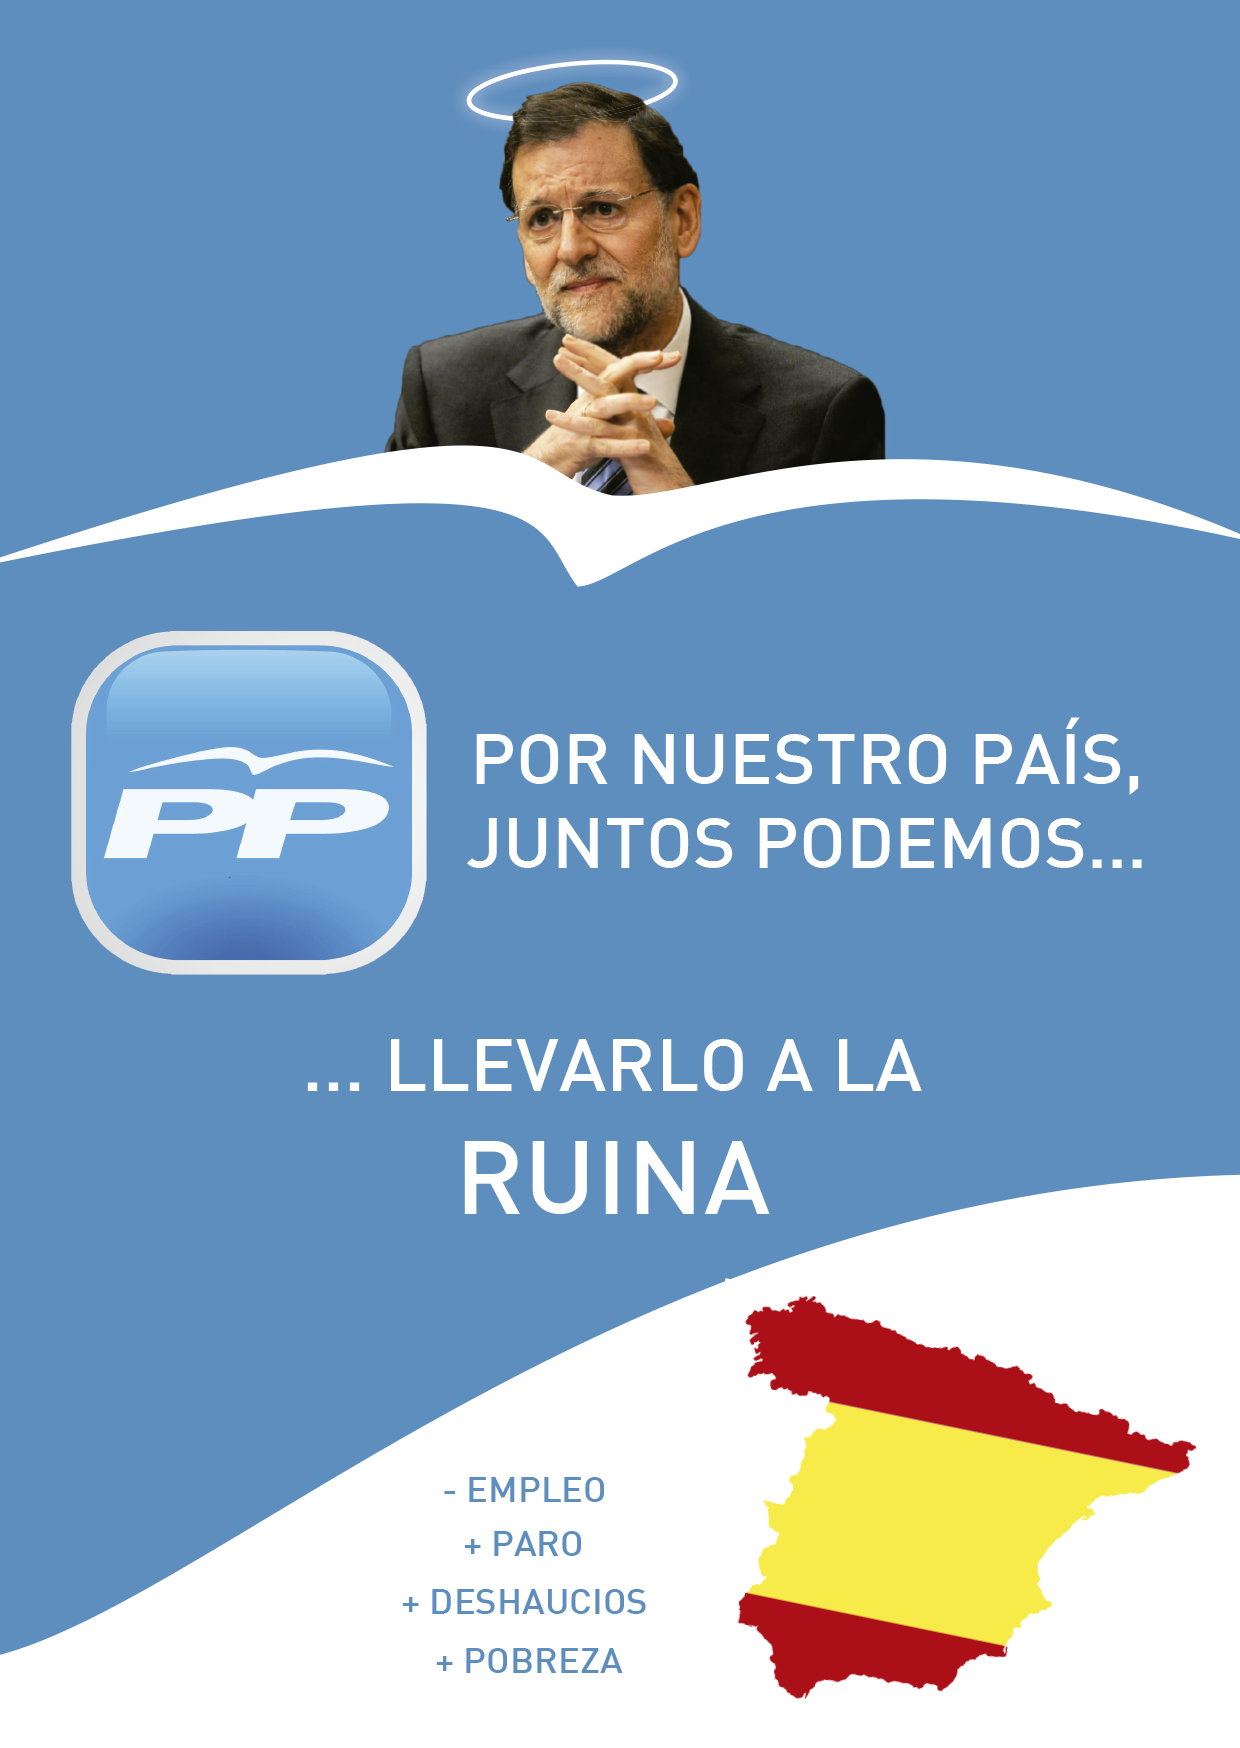 PP
POR NUESTRO PAÍS,
JUNTOS PODEMOS...
... LLEVARLO A LA
RUINA
- EMPLEO
+ PARO
+ DESHAUCIOS
+ POBREZA